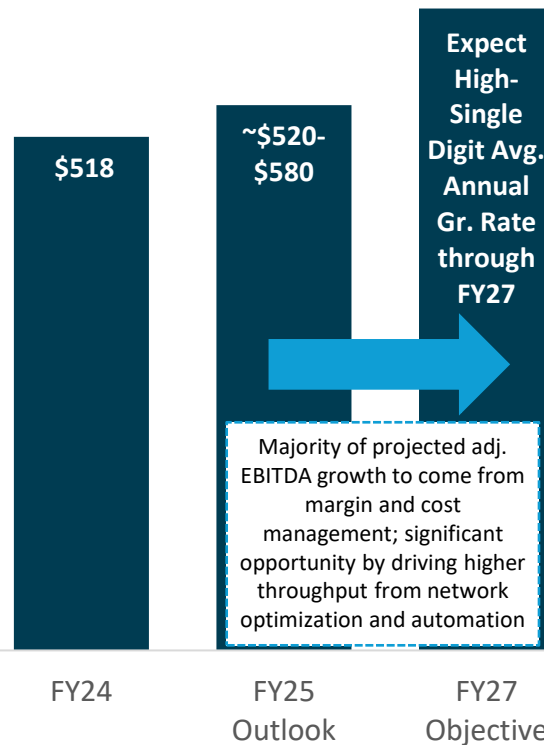 $518
~$520-
$580
Expect
High-
Single
Digit Avg.
Annual
Gr. Rate
through
FY27
Majority of projected adj.
EBITDA growth to come from
margin and cost
management; significant
opportunity by driving higher
throughput from network
optimization and automation
FY24
FY25
Outlook
FY27
Objective